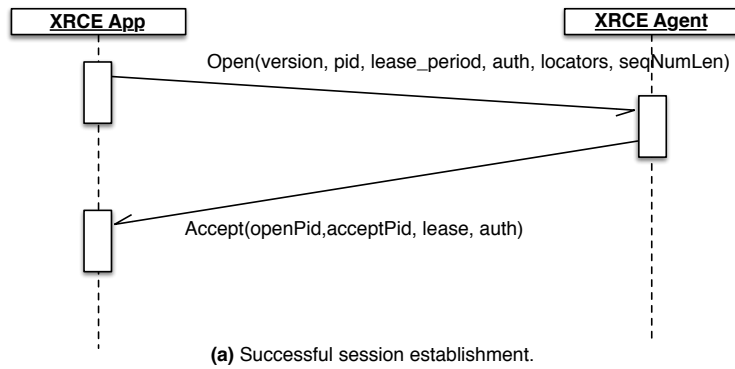 XRCE App
XRCE Agent
Open(version, pid, lease_period, auth, locators, seqNumLen)
Accept(openPid,acceptPid, lease, auth)
(a) Successful session establishment.